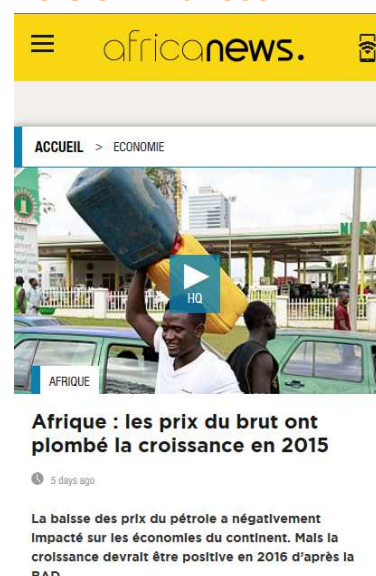 africanews.
ACCUEIL > ECONOMIE
HQ
AFRIQUE
Afrique : les prix du brut ont
plombé la croissance en 2015
5 days ago
La baisse des prix du pétrole a négativement
impacté sur les économies du continent. Mais la
croissance devrait être positive en 2016 d'après la
BAD